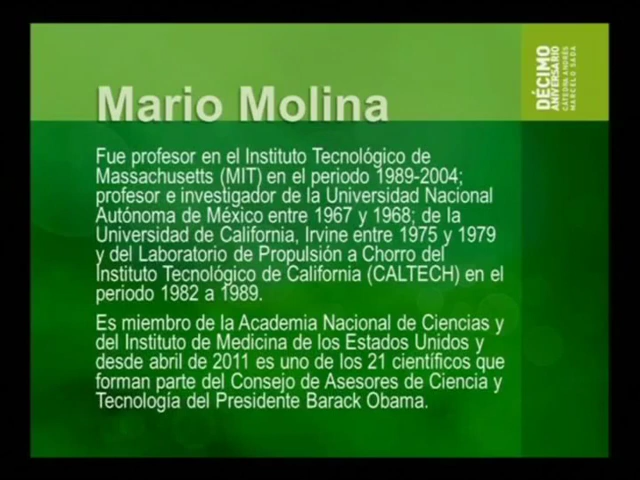 DÉCIMO
ANIVERSARIO
CÁTEDRA ANDRÉS
MARCELO SADA
Mario Molina
Fue profesor en el Instituto Tecnológico de
Massachusetts (MIT) en el periodo 1989-2004;
profesor e investigador de la Universidad Nacional
Autónoma de México entre 1967 y 1968; de la
Universidad de California, Irvine entre 1975 y 1979
y del Laboratorio de Propulsión a Chorro del
Instituto Tecnológico de California (CALTECH) en el
periodo 1982 a 1989.
Es miembro de la Academia Nacional de Ciencias y
del Instituto de Medicina de los Estados Unidos y
desde abril de 2011 es uno de los 21 científicos que
forman parte del Consejo de Asesores de Ciencia y
Tecnología del Presidente Barack Obama.